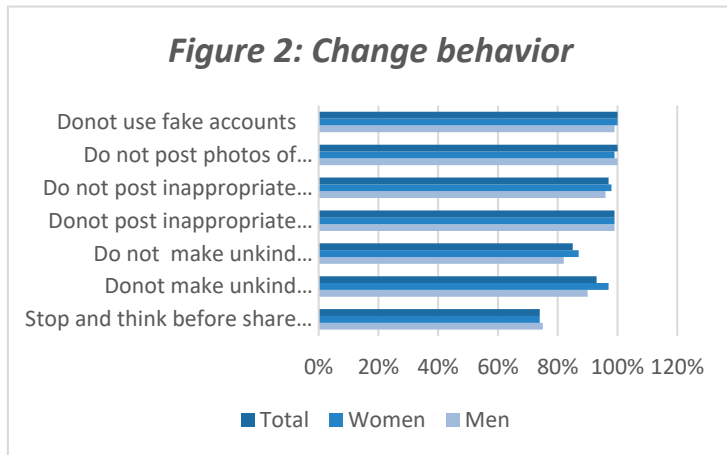 Figure 2: Change behavior
Donot use fake accounts
Do not post photos of...
Do not post inappropriate...
Donot post inappropriate...
Do not make unkind...
Donot make unkind...
Stop and think before share...
0% 20% 40% 60% 80% 100% 120%
Total Women Men